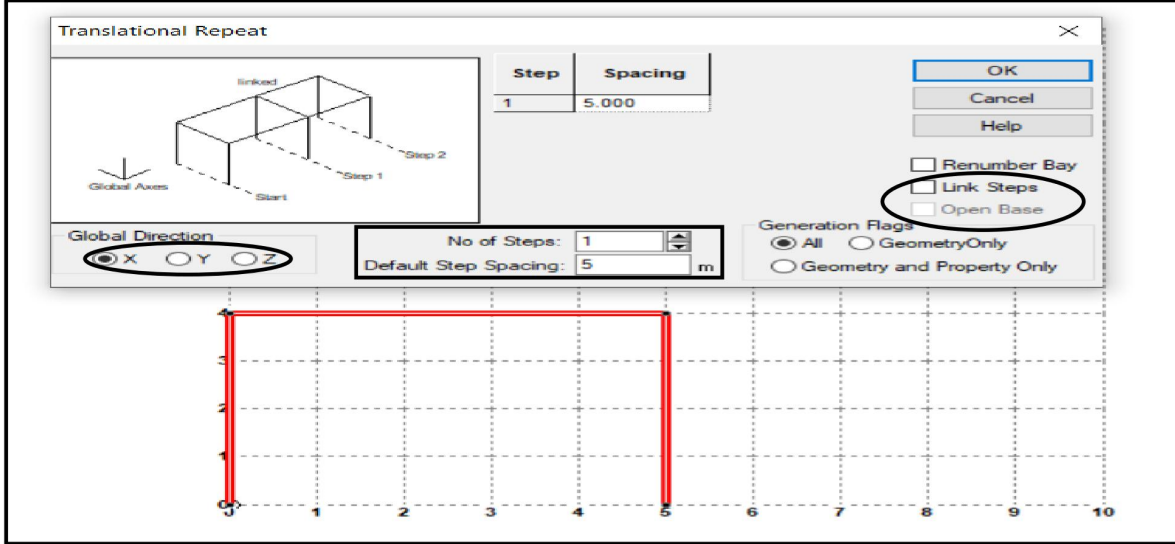 Translational Repeat
linked
Step 2
Step 1
Start
Global Axes
Step Spacing
1 5.000
OK
Cancel
Help
Renumber Bay
Link Steps
Open Base
Global Direction
X Y Z
No of Steps: 1
Default Step Spacing: 5 m
Generation Flags
All GeometryOnly
Geometry and Property Only
4
3
2
1
0
1 2 3 4 5 6 7 8 9 10